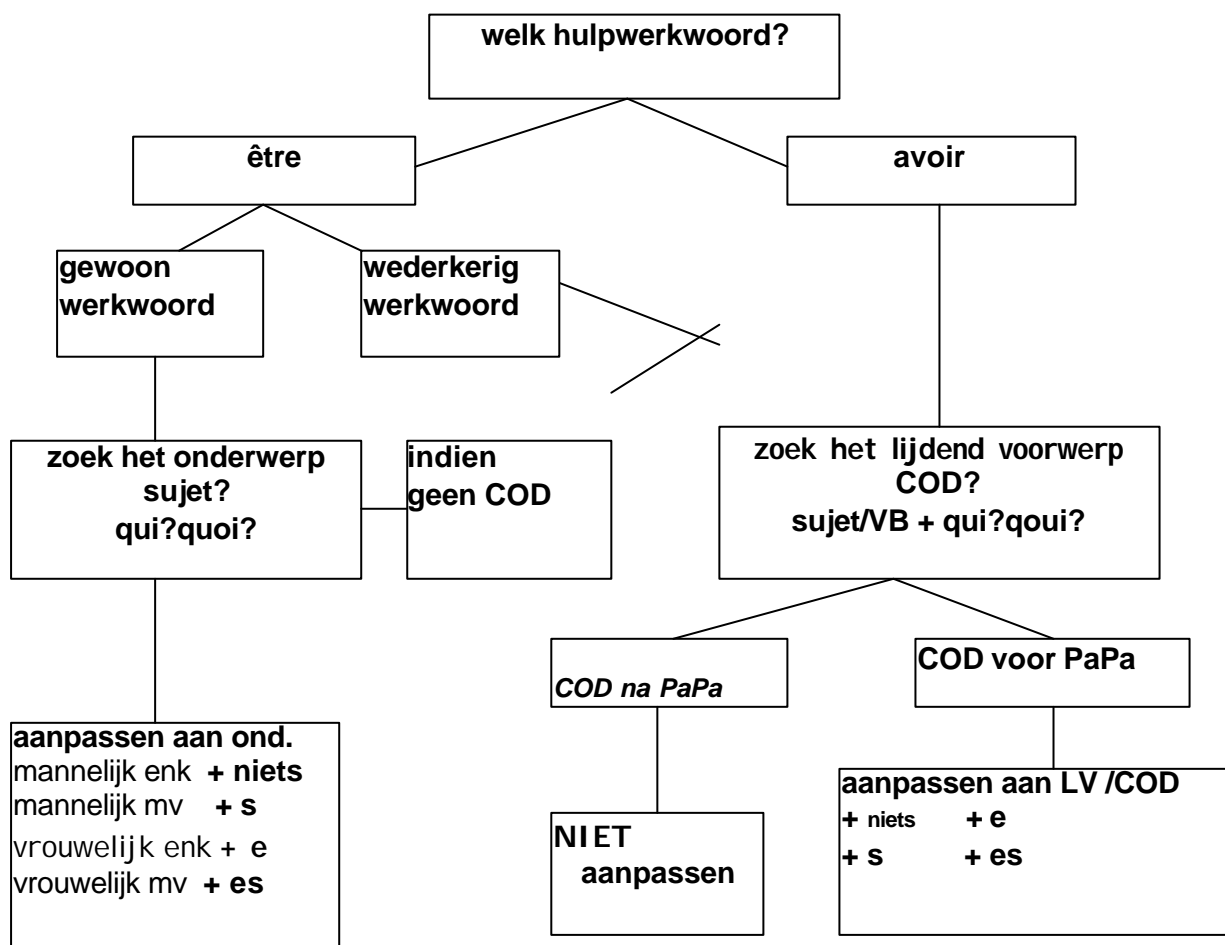 welk hulpwerkwoord?
être
avoir
gewoon
werkwoord
wederkerig
werkwoord
zoek het onderwerp
sujet?
qui?quoi?
indien
geen COD
zoek het lijdend voorwerp
COD?
sujet/VB + qui?qoui?
COD na PaPa
COD voor PaPa
aanpassen aan ond.
mannelijk enk + niets
mannelijk mv + s
vrouwelijk enk + e
vrouwelijk mv + es
NIET
aanpassen
aanpassen aan LV /COD
+ niets + e
+ s + es